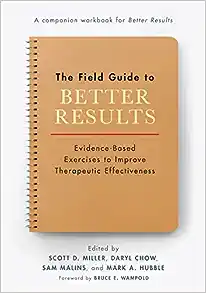 A companion workbook for Better Results
The Field Guide to
BETTER
RESULTS
Evidence-Based
Exercises to Improve
Therapeutic Effectiveness
Edited by
SCOTT D. MILLER, DARYL CHOW,
SAM MALINS, and MARK A. HUBBLE
Foreword by BRUCE E. WAMPOLD